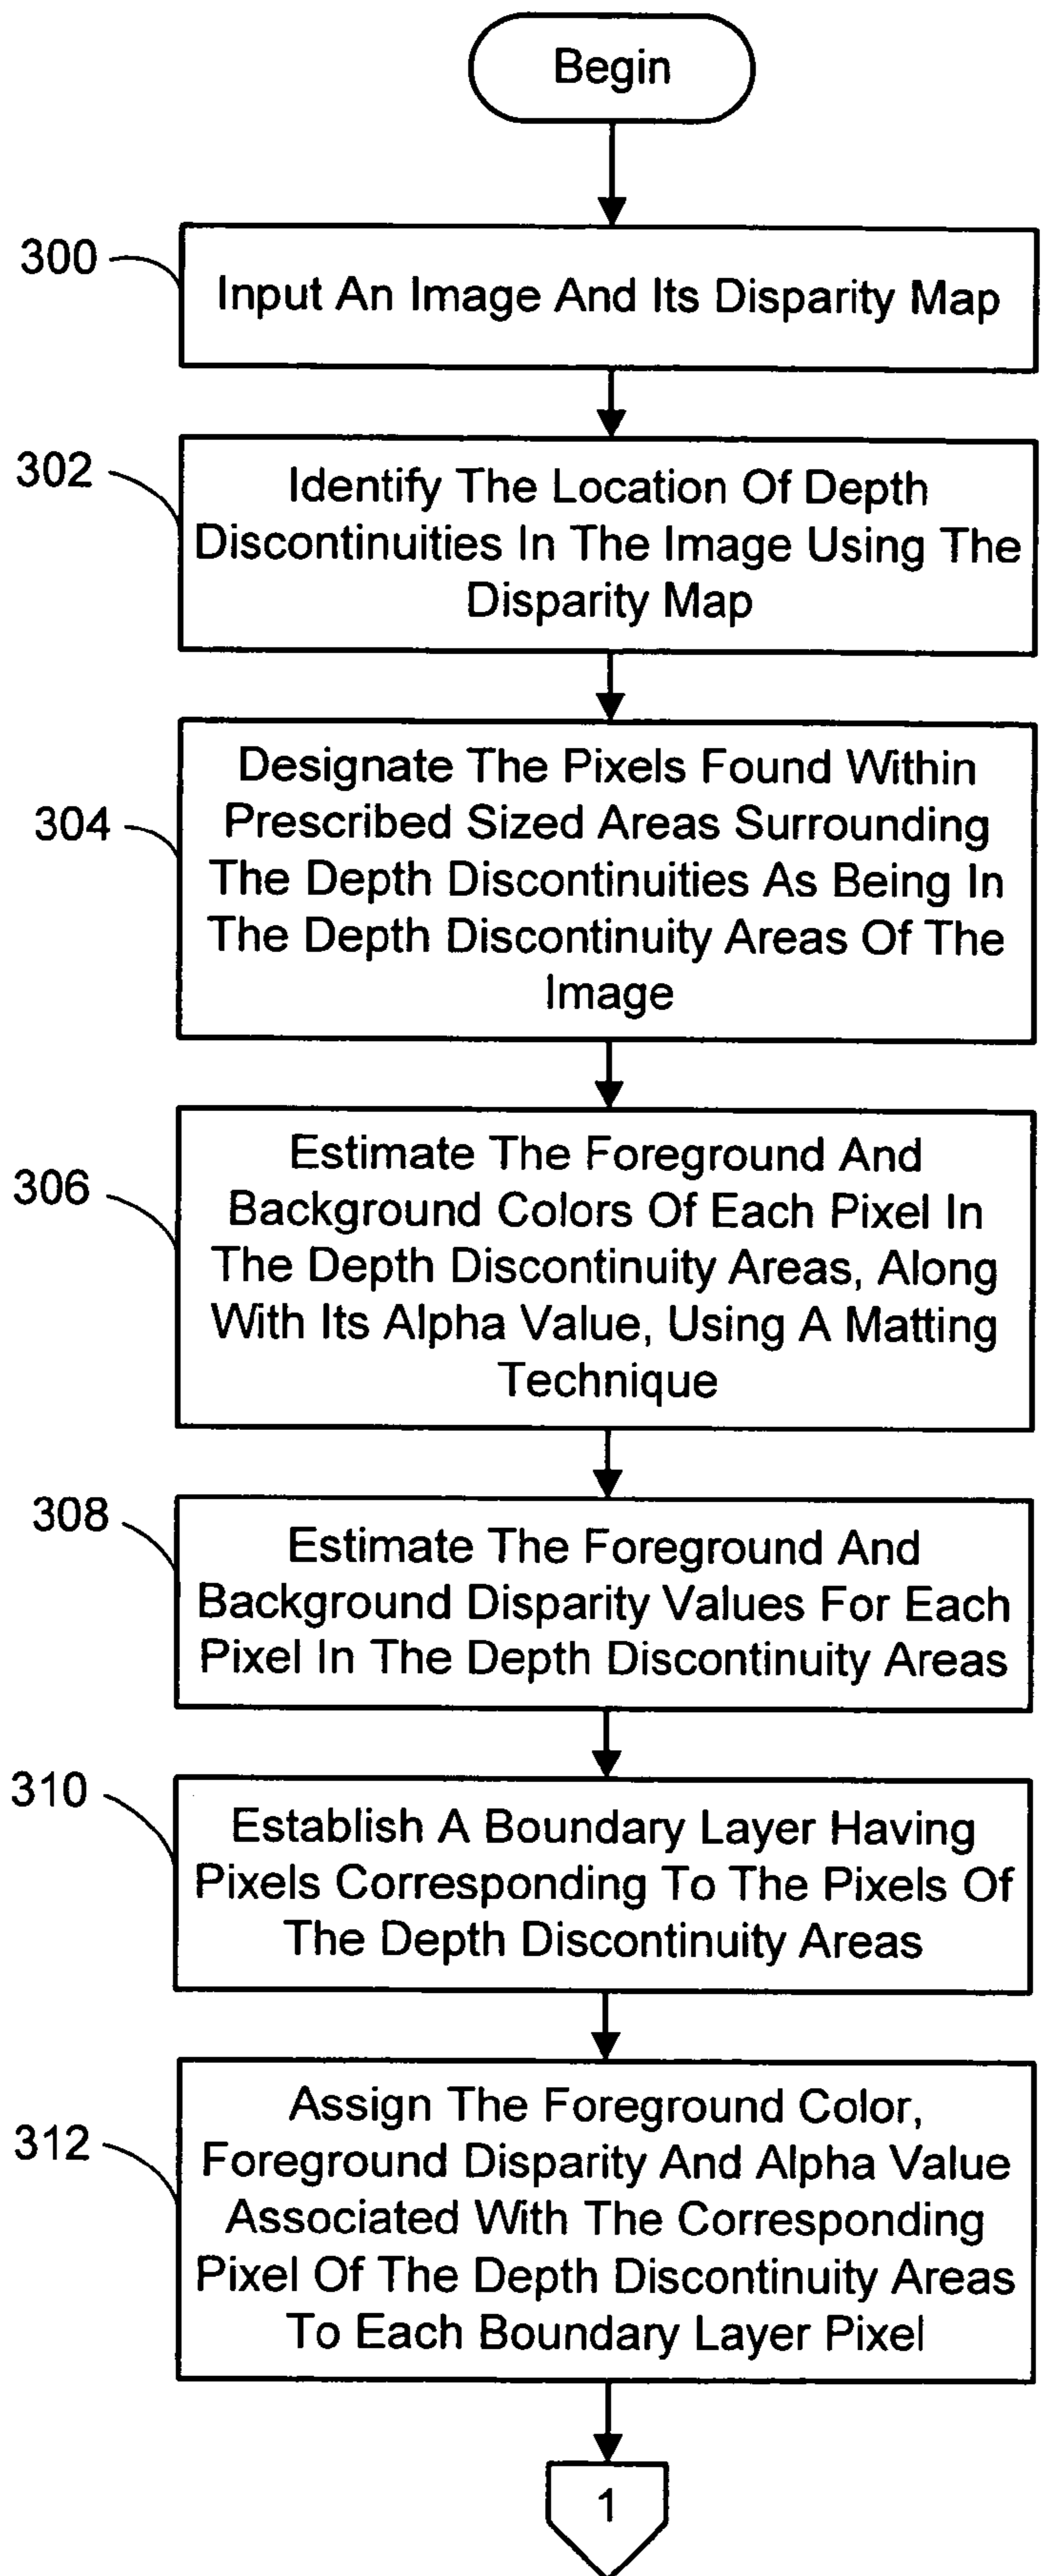 Begin
300
Input An Image And Its Disparity Map
302
Identify The Location Of Depth
Discontinuities In The Image Using The
Disparity Map
304
Designate The Pixels Found Within
Prescribed Sized Areas Surrounding
The Depth Discontinuities As Being In
The Depth Discontinuity Areas Of The
Image
306
Estimate The Foreground And
Background Colors Of Each Pixel In
The Depth Discontinuity Areas, Along
With Its Alpha Value, Using A Matting
Technique
308
Estimate The Foreground And
Background Disparity Values For Each
Pixel In The Depth Discontinuity Areas
310
Establish A Boundary Layer Having
Pixels Corresponding To The Pixels Of
The Depth Discontinuity Areas
312
Assign The Foreground Color,
Foreground Disparity And Alpha Value
Associated With The Corresponding
Pixel Of The Depth Discontinuity Areas
To Each Boundary Layer Pixel
1